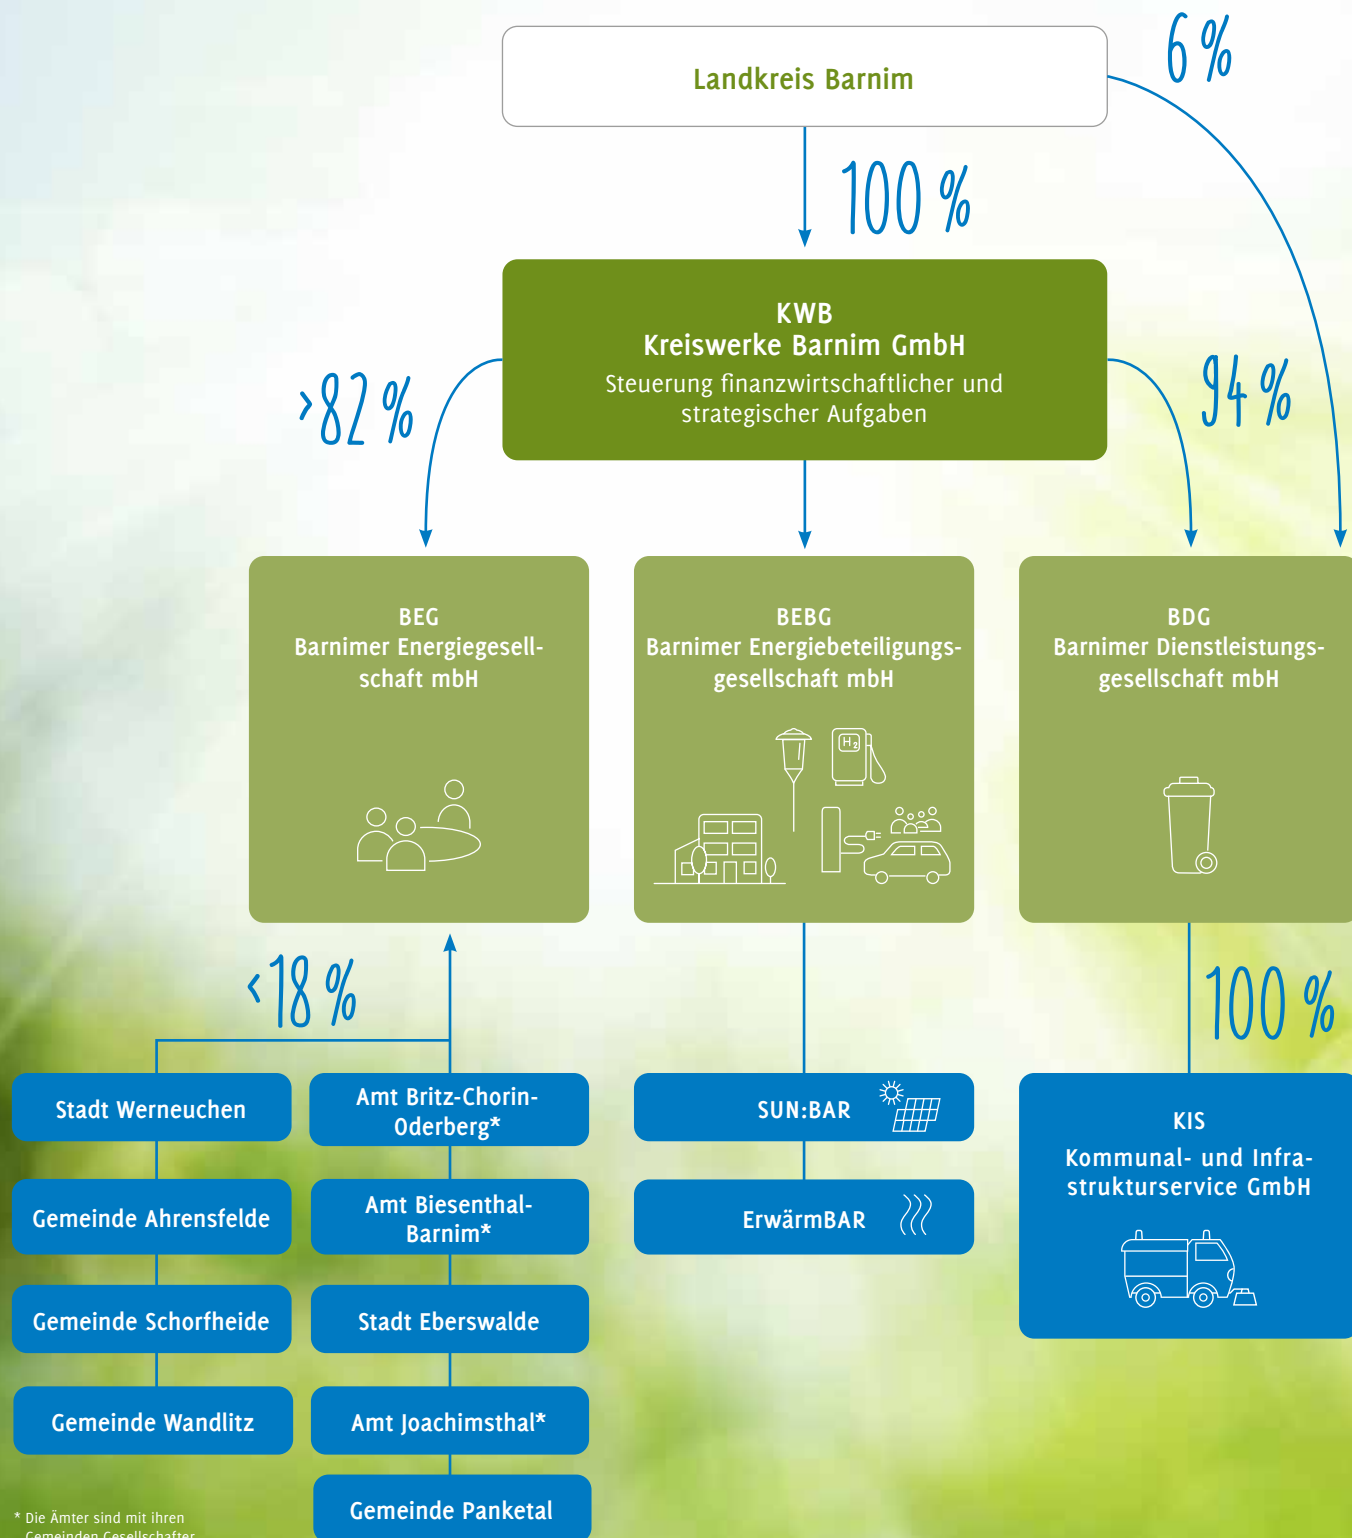 Landkreis Barnim
6 %
100 %
KWB
Kreiswerke Barnim GmbH
Steuerung finanzwirtschaftlicher und
strategischer Aufgaben
>82 %
94 %
BEG
Barnimer Energiegesell-
schaft mbH
BEBG
Barnimer Energiebeteiligungs-
gesellschaft mbH
H2
BDG
Barnimer Dienstleistungs-
gesellschaft mbH
<18 %
100 %
Stadt Werneuchen
Gemeinde Ahrensfelde
Gemeinde Schorfheide
Gemeinde Wandlitz
Amt Britz-Chorin-
Oderberg*
Amt Biesenthal-
Barnim*
Stadt Eberswalde
Amt Joachimsthal*
Gemeinde Panketal
SUN:BAR
ErwärmBAR
KIS
Kommunal- und Infra-
strukturservice GmbH
* Die Ämter sind mit ihren
Gemeinden Gesellschafter